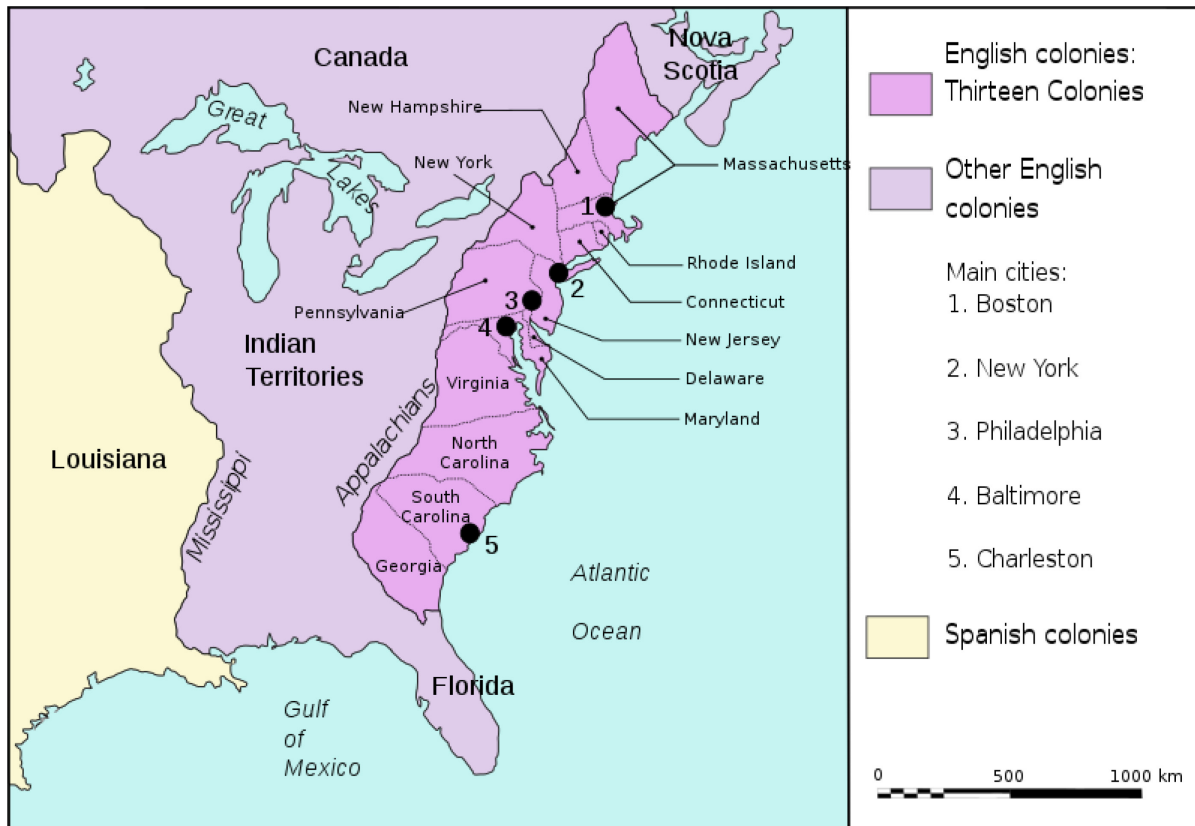 Canada
Nova
Scotia
Great
Lakes
New Hampshire
New York
Massachusetts
1
Rhode Island
2
Connecticut
3
Pennsylvania
4
New Jersey
Indian
Territories
Delaware
Virginia
Maryland
Appalachians
Louisiana
North
Carolina
Mississippi
South
Carolina
5
Georgia
Atlantic
Ocean
Florida
Gulf
of
Mexico
English colonies:
Thirteen Colonies
Other English
colonies
Main cities:
1. Boston
2. New York
3. Philadelphia
4. Baltimore
5. Charleston
Spanish colonies
0 500 1000 km